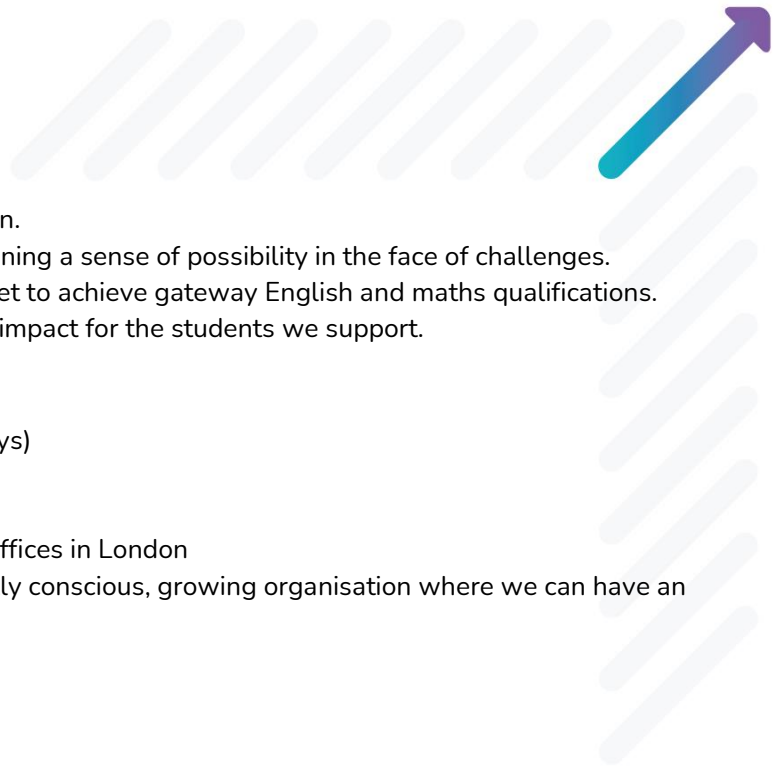 n.
ning a sense of possibility in the face of challenges.
et to achieve gateway English and maths qualifications.
impact for the students we support.
ys)
ffices in London
ly conscious, growing organisation where we can have an